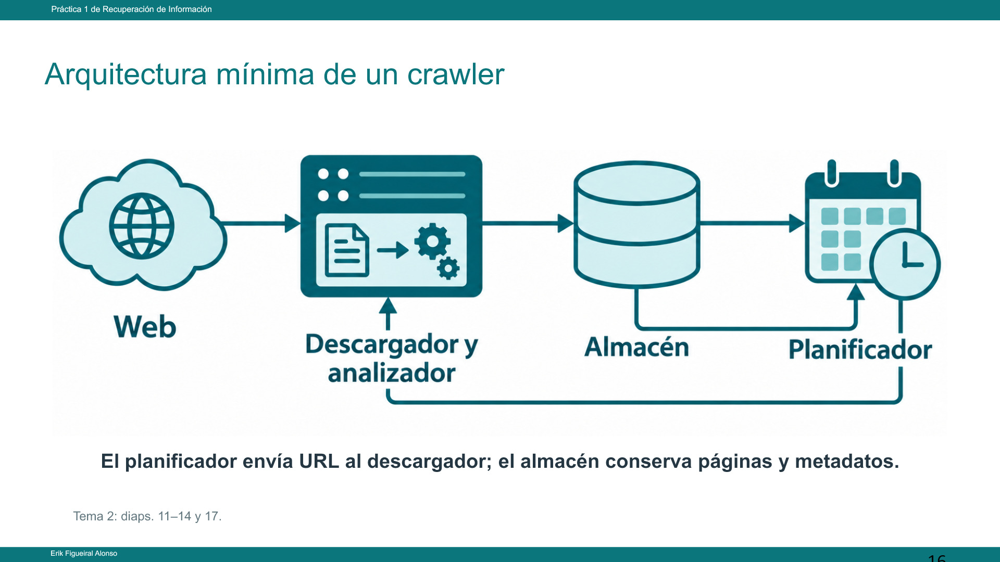 Práctica 1 de Recuperación de Información
Arquitectura mínima de un crawler
Web
Descargador y
analizador
Almacén
Planificador
El planificador envía URL al descargador; el almacén conserva páginas y metadatos.
Tema 2: diaps. 11–14 y 17.
Erik Figueiral Alonso
16